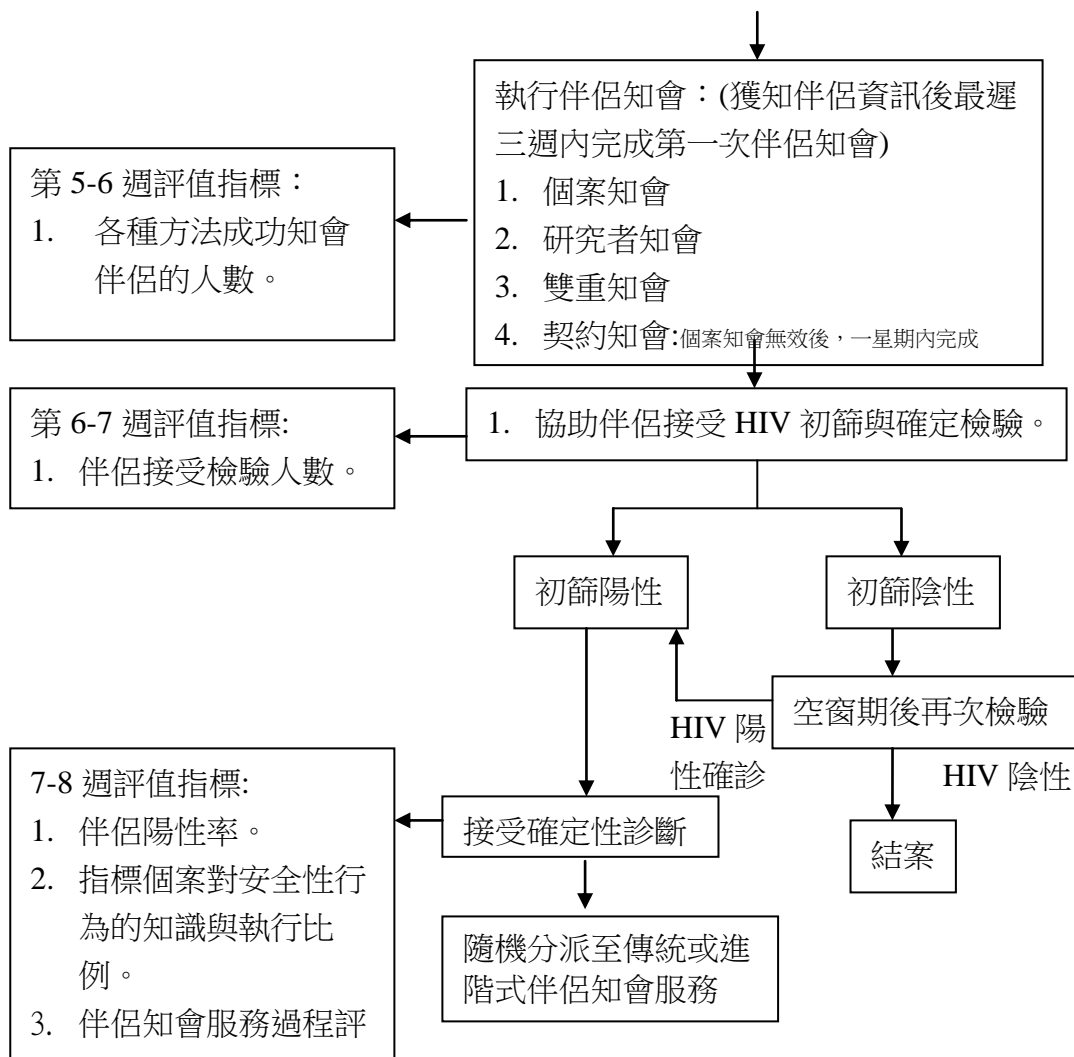 執行伴侶知會：(獲知伴侶資訊後最遲
三週內完成第一次伴侶知會)
1. 個案知會
2. 研究者知會
3. 雙重知會
4. 契約知會:個案知會無效後，一星期內完成
第 5-6 週評值指標：
1. 各種方法成功知會
伴侶的人數。
1. 協助伴侶接受 HIV 初篩與確定檢驗。
第 6-7 週評值指標:
1. 伴侶接受檢驗人數。
初篩陽性
初篩陰性
空窗期後再次檢驗
HIV 陽
性確診
HIV 陰性
結案
接受確定性診斷
7-8 週評值指標:
1. 伴侶陽性率。
2. 指標個案對安全性行
為的知識與執行比
例。
3. 伴侶知會服務過程評
隨機分派至傳統或進
階式伴侶知會服務